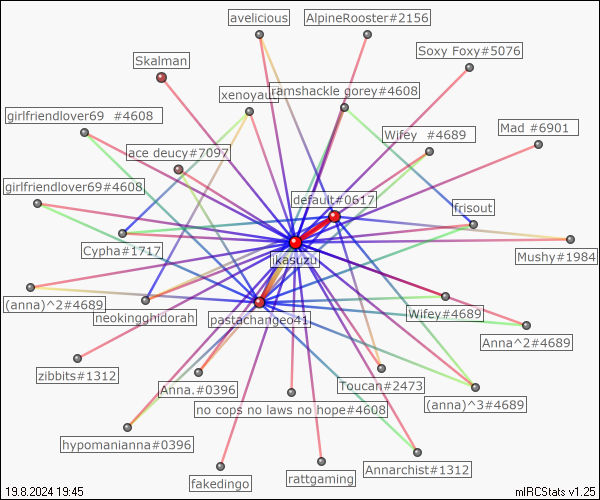 avelicious
AlpineRooster#2156
Soxy Foxy#5076
Skalman
xenoyaut
ramshackle gorey#4608
girlfriendlover69 #4608
Wifey #4689
Mad #6901
ace deucy#7097
girlfriendlover69#4608
default#0617
frisout
Cypha#1717
ikasuzu
Mushy#1984
(anna)^2#4689
neokingghidorah
pastachangeo41
Wifey#4689
Anna^2#4689
zibbits#1312
Anna.#0396
Toucan#2473
no cops no laws no hope#4608
(anna)^3#4689
hypomanianna#0396
Annarchist#1312
fakedingo
rattgaming
19.8.2024 19:45
mIRCStats v1.25